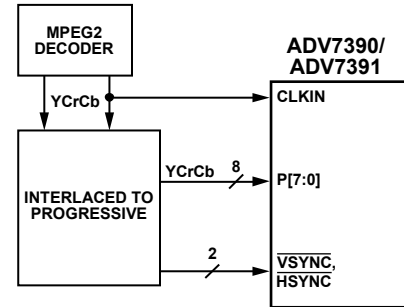 MPEG2
DECODER
ADV7390/
ADV7391
YCrCb
CLKIN
INTERLACED TO
PROGRESSIVE
YCrCb
8
P[7:0]
2
VSYNC,
HSYNC